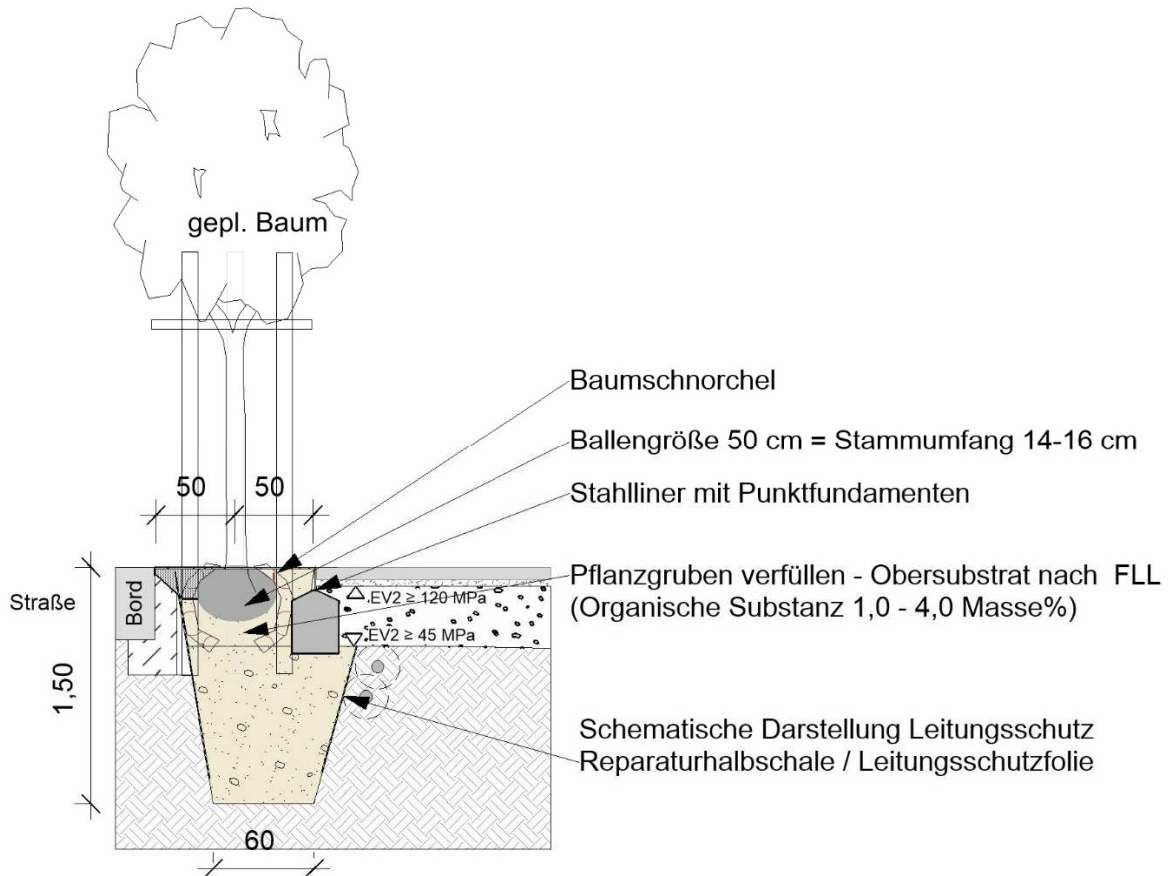 gepl. Baum
Baumschnorchel
Ballengröße 50 cm = Stammumfang 14-16 cm
50 50
Stahlliner mit Punktfundamenten
Pflanzgruben verfüllen - Obersubstrat nach FLL
(Organische Substanz 1,0 - 4,0 Masse%)
Straße
Bord
EV2 ≥ 120 MPa
EV2 ≥ 45 MPa
1,50
Schematische Darstellung Leitungsschutz
Reparaturhalbschale / Leitungsschutzfolie
60